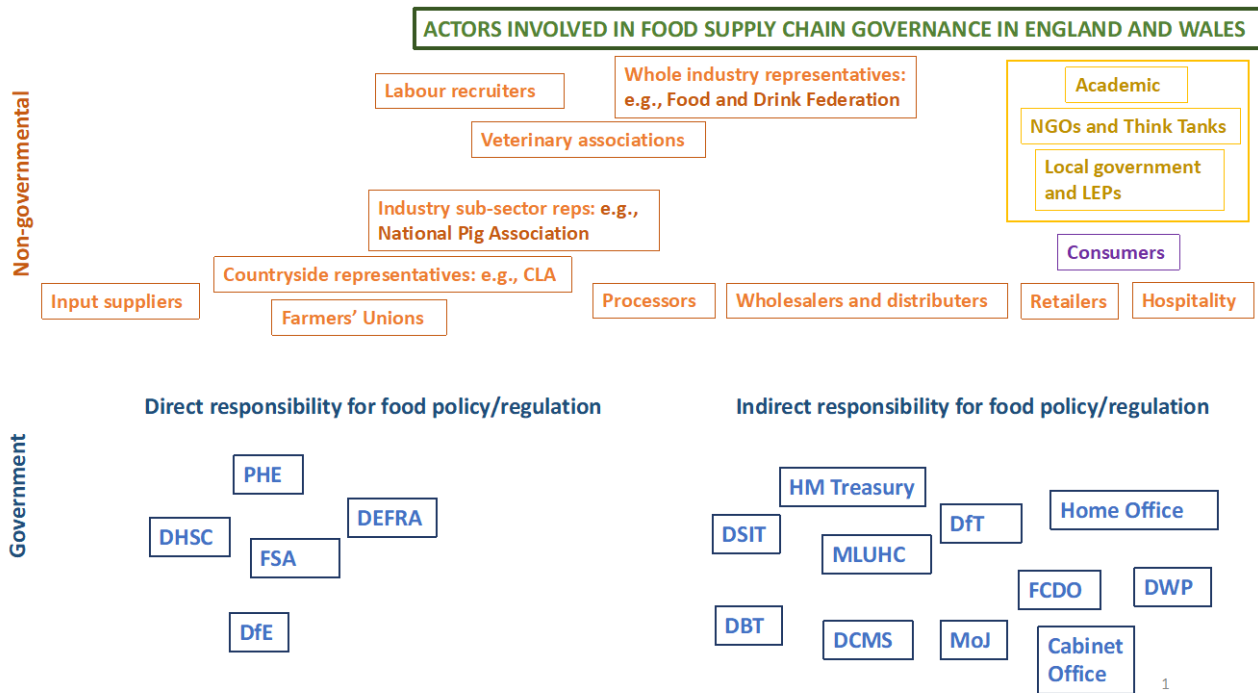 ACTORS INVOLVED IN FOOD SUPPLY CHAIN GOVERNANCE IN ENGLAND AND WALES
Non-governmental
Labour recruiters
Whole industry representatives:
e.g., Food and Drink Federation
Veterinary associations
Academic
NGOs and Think Tanks
Local government
and LEPs
Industry sub-sector reps: e.g.,
National Pig Association
Consumers
Countryside representatives: e.g., CLA
Input suppliers
Farmers’ Unions
Processors
Wholesalers and distributers
Retailers
Hospitality
Government
Direct responsibility for food policy/regulation
PHE
DEFRA
DHSC
FSA
DfE
Indirect responsibility for food policy/regulation
HM Treasury
Home Office
DfT
DSIT
MLUHC
FCDO
DWP
DBT
DCMS
MoJ
Cabinet
Office
1